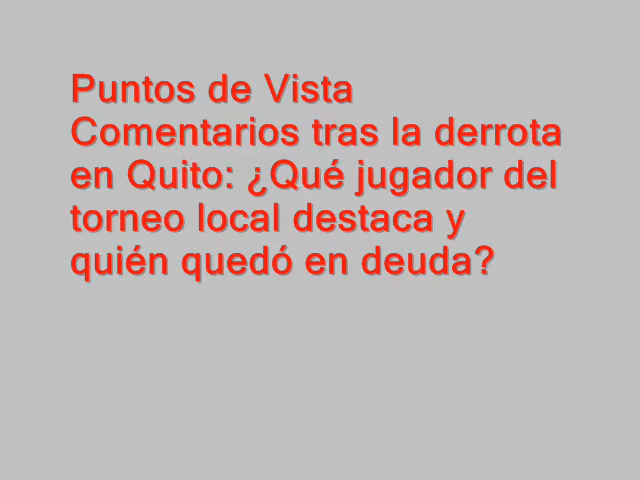 Puntos de Vista
Comentarios tras la derrota
en Quito: ¿Qué jugador del
torneo local destaca y
quién quedó en deuda?